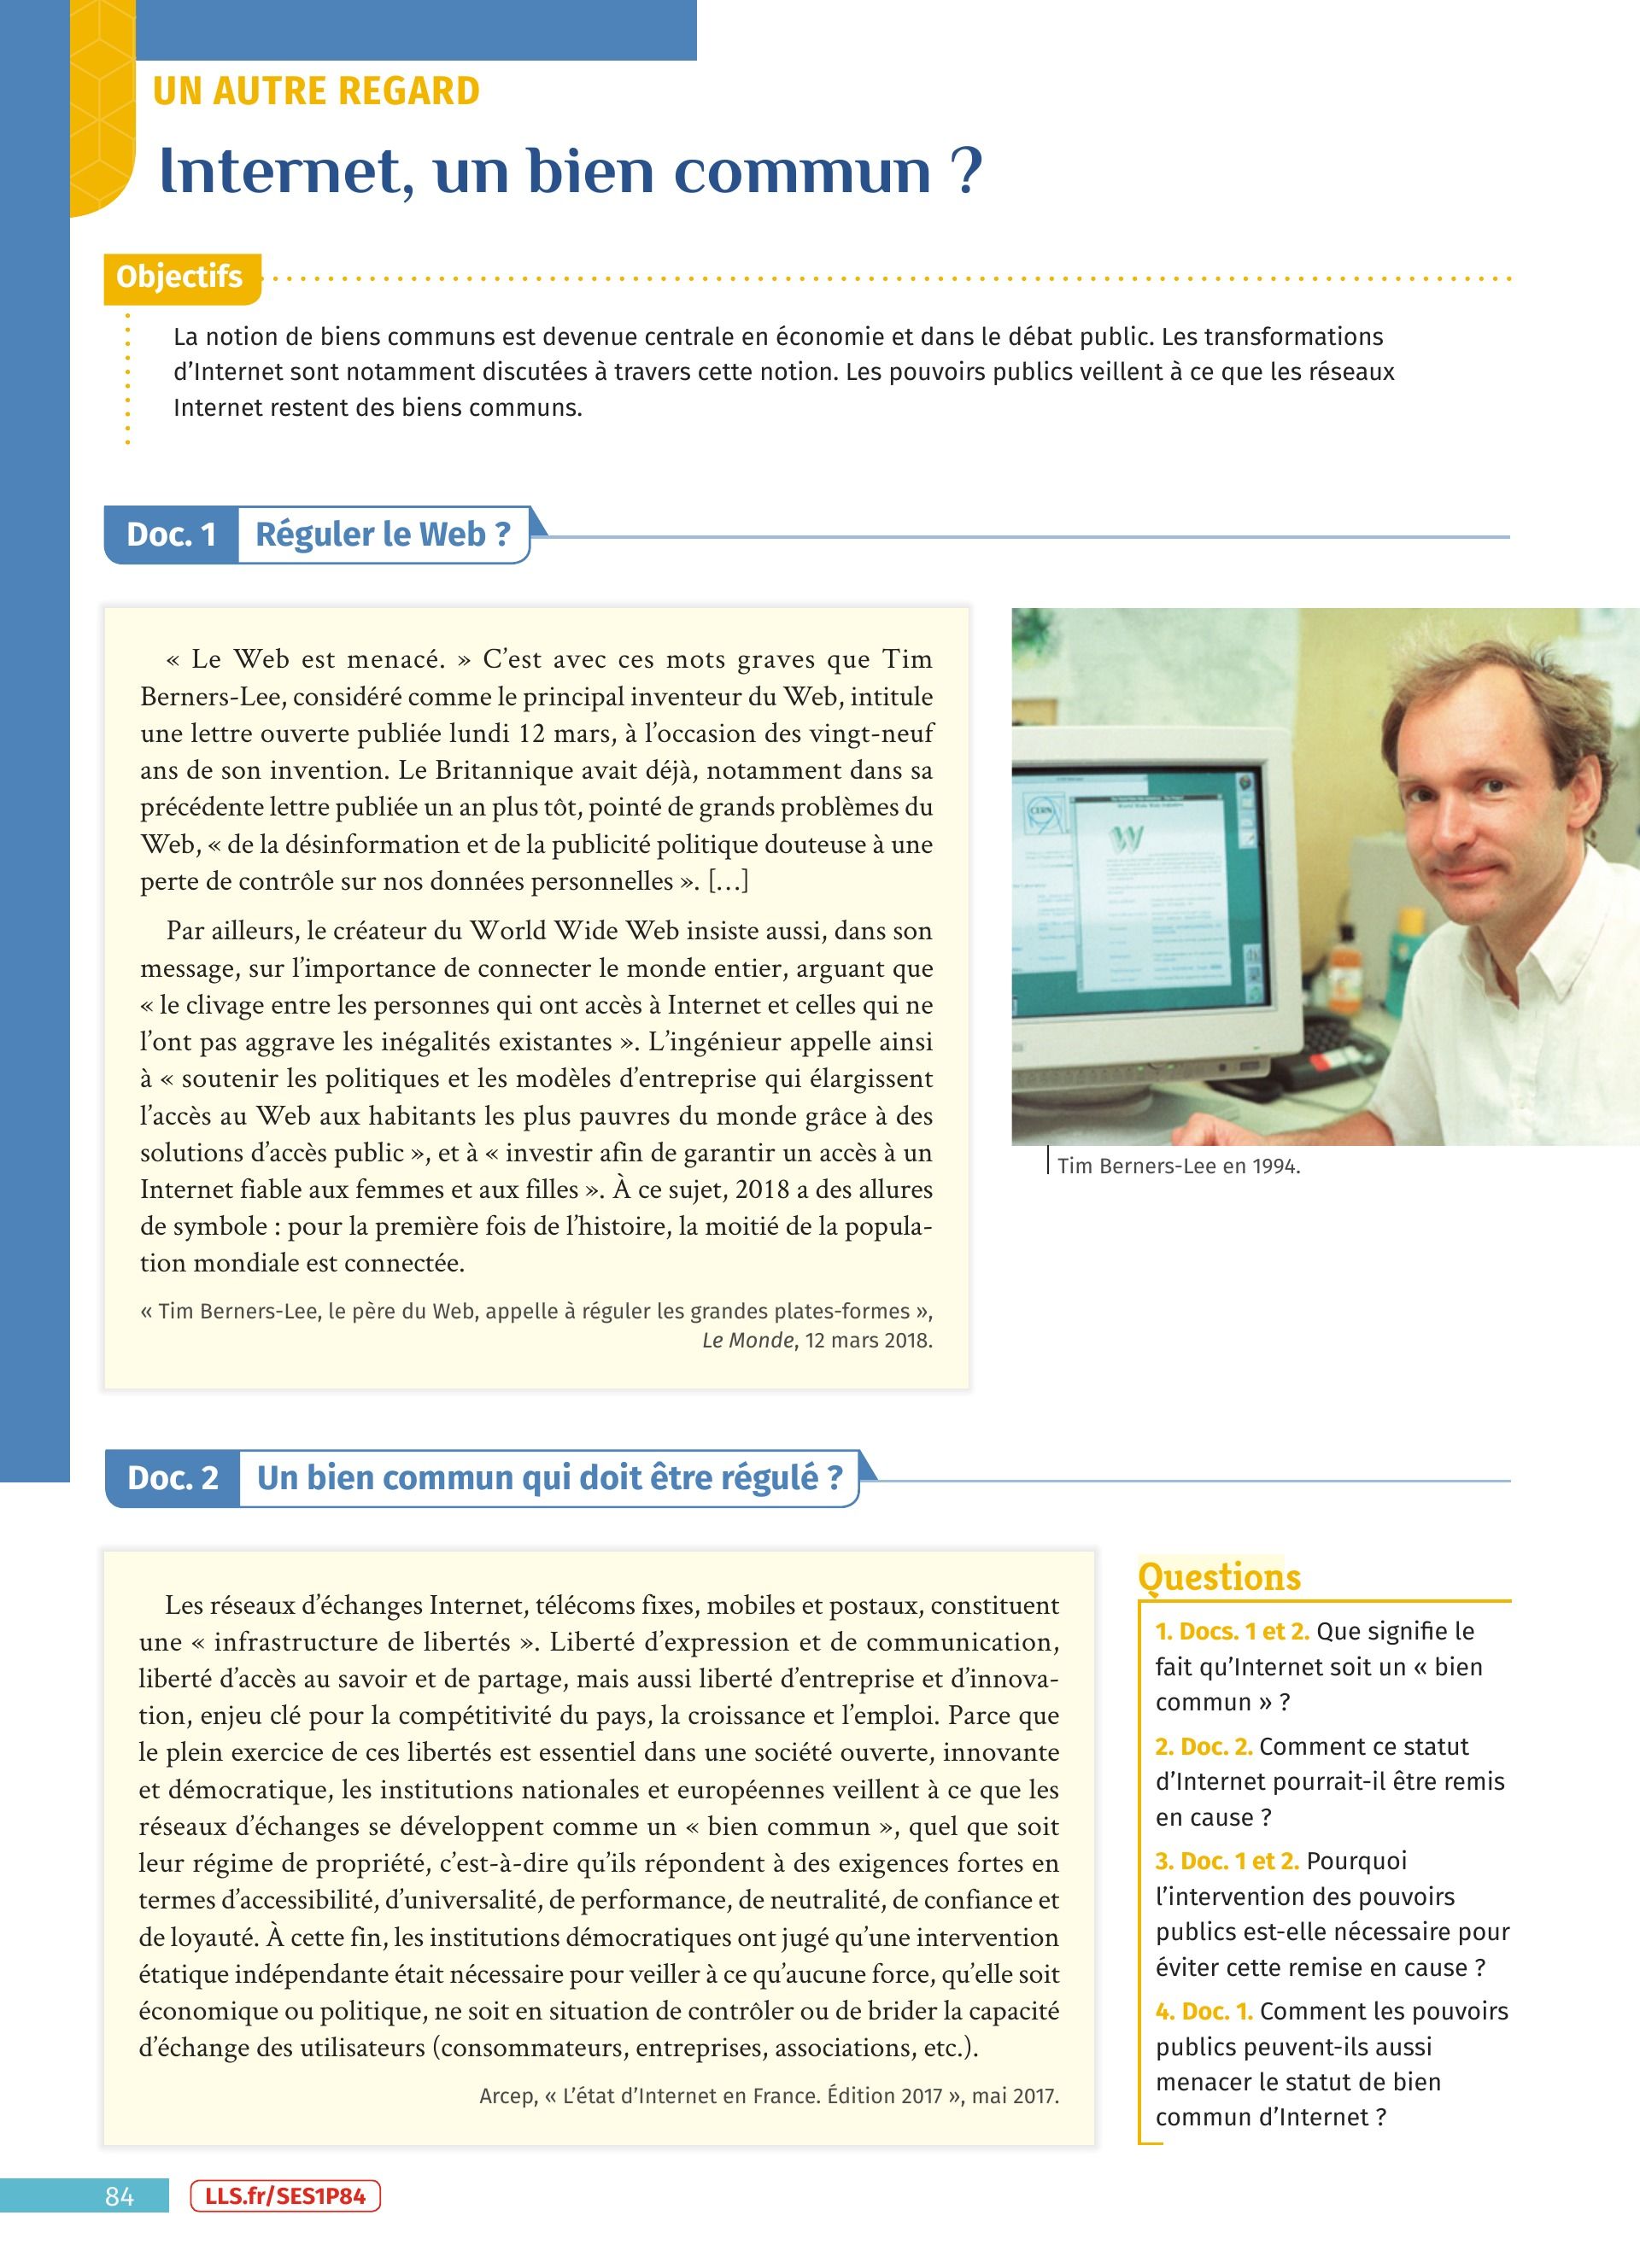 UN AUTRE REGARD
Internet, un bien commun ?
Objectifs
La notion de biens communs est devenue centrale en économie et dans le débat public. Les transformations
d’Internet sont notamment discutées à travers cette notion. Les pouvoirs publics veillent à ce que les réseaux
Internet restent des biens communs.
Doc. 1 Réguler le Web ?
« Le Web est menacé. » C’est avec ces mots graves que Tim
Berners-Lee, considéré comme le principal inventeur du Web, intitule
une lettre ouverte publiée lundi 12 mars, à l’occasion des vingt-neuf
ans de son invention. Le Britannique avait déjà, notamment dans sa
précédente lettre publiée un an plus tôt, pointé de grands problèmes du
Web, « de la désinformation et de la publicité politique douteuse à une
perte de contrôle sur nos données personnelles ». […]
Par ailleurs, le créateur du World Wide Web insiste aussi, dans son
message, sur l’importance de connecter le monde entier, arguant que
« le clivage entre les personnes qui ont accès à Internet et celles qui ne
l’ont pas aggrave les inégalités existantes ». L’ingénieur appelle ainsi
à « soutenir les politiques et les modèles d’entreprise qui élargissent
l’accès au Web aux habitants les plus pauvres du monde grâce à des
solutions d’accès public », et à « investir afin de garantir un accès à un
Internet fiable aux femmes et aux filles ». À ce sujet, 2018 a des allures
de symbole : pour la première fois de l’histoire, la moitié de la popula-
tion mondiale est connectée.
« Tim Berners-Lee, le père du Web, appelle à réguler les grandes plates-formes »,
Le Monde, 12 mars 2018.
CERN
W
Tim Berners-Lee en 1994.
Doc. 2 Un bien commun qui doit être régulé ?
Les réseaux d’échanges Internet, télécoms fixes, mobiles et postaux, constituent
une « infrastructure de libertés ». Liberté d’expression et de communication,
liberté d’accès au savoir et de partage, mais aussi liberté d’entreprise et d’innova-
tion, enjeu clé pour la compétitivité du pays, la croissance et l’emploi. Parce que
le plein exercice de ces libertés est essentiel dans une société ouverte, innovante
et démocratique, les institutions nationales et européennes veillent à ce que les
réseaux d’échanges se développent comme un « bien commun », quel que soit
leur régime de propriété, c’est-à-dire qu’ils répondent à des exigences fortes en
termes d’accessibilité, d’universalité, de performance, de neutralité, de confiance et
de loyauté. À cette fin, les institutions démocratiques ont jugé qu’une intervention
étatique indépendante était nécessaire pour veiller à ce qu’aucune force, qu’elle soit
économique ou politique, ne soit en situation de contrôler ou de brider la capacité
d’échange des utilisateurs (consommateurs, entreprises, associations, etc.).
Arcep, « L’état d’Internet en France. Édition 2017 », mai 2017.
Questions
1. Docs. 1 et 2. Que signifie le
fait qu’Internet soit un « bien
commun » ?
2. Doc. 2. Comment ce statut
d’Internet pourrait-il être remis
en cause ?
3. Doc. 1 et 2. Pourquoi
l’intervention des pouvoirs
publics est-elle nécessaire pour
éviter cette remise en cause ?
4. Doc. 1. Comment les pouvoirs
publics peuvent-ils aussi
menacer le statut de bien
commun d’Internet ?
84
LLS.fr/SES1P84